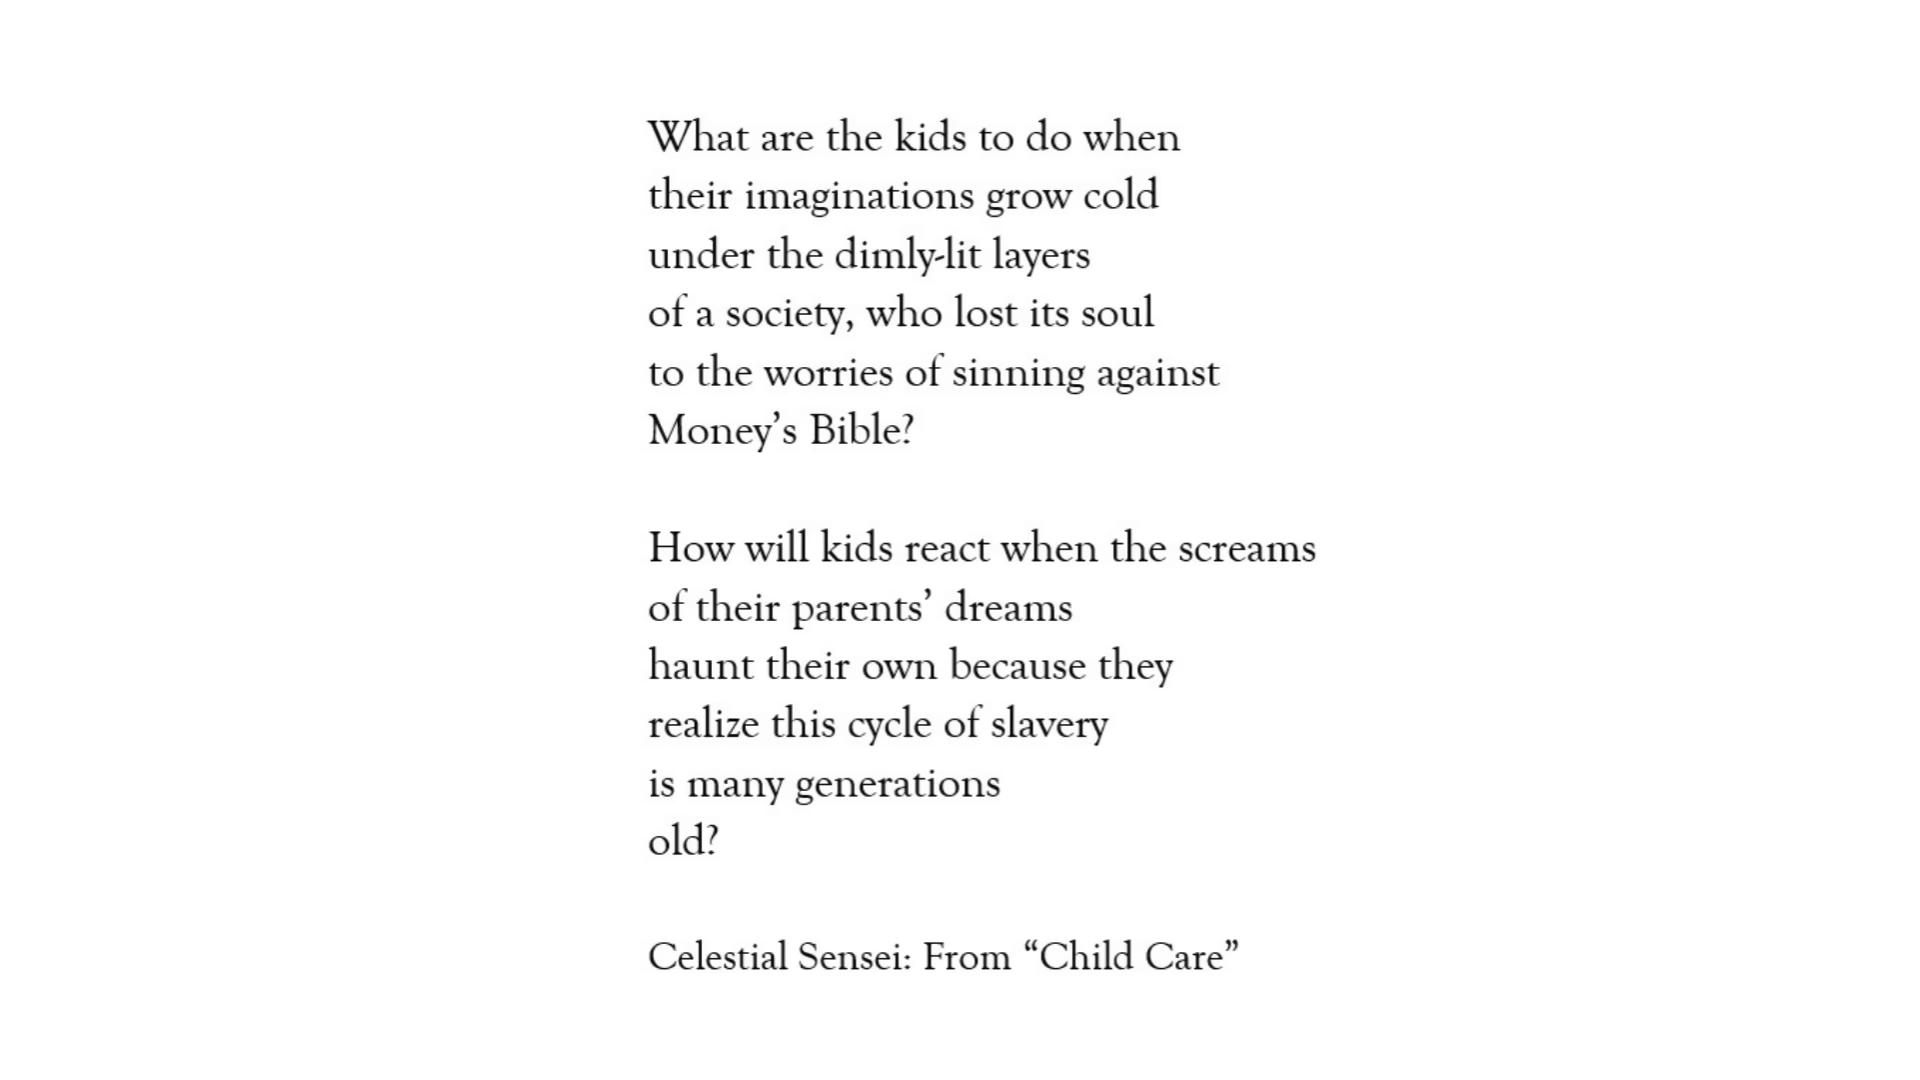 What are the kids to do when
their imaginations grow cold
under the dimly-lit layers
of a society, who lost its soul
to the worries of sinning against
Money’s Bible?
How will kids react when the screams
of their parents’ dreams
haunt their own because they
realize this cycle of slavery
is many generations
old?
Celestial Sensei: From “Child Care”